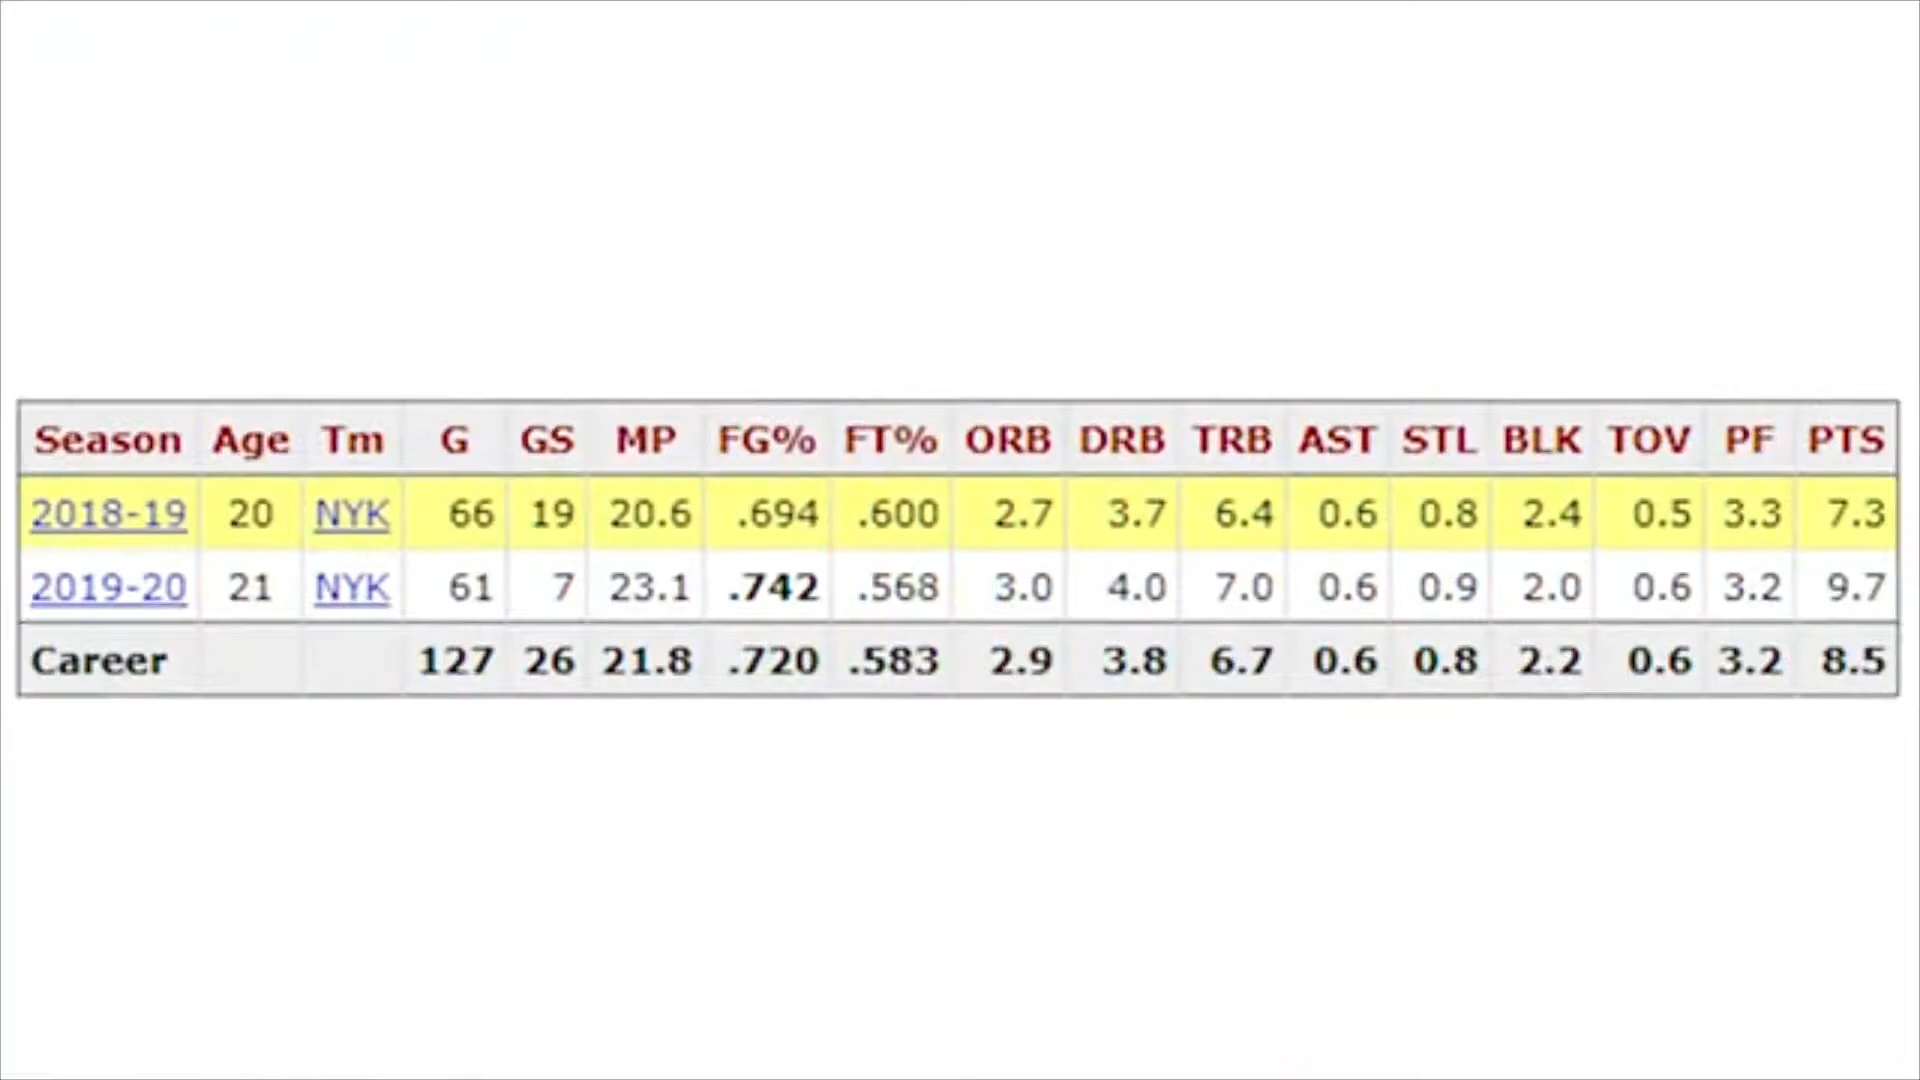 Season Age Tm G GS MP FG% FT% ORB DRB TRB AST STL BLK TOV PF PTS
2018-19 20 NYK 66 19 20.6 .694 .600 2.7 3.7 6.4 0.6 0.8 2.4 0.5 3.3 7.3
2019-20 21 NYK 61 7 23.1 .742 .568 3.0 4.0 7.0 0.6 0.9 2.0 0.6 3.2 9.7
Career 127 26 21.8 .720 .583 2.9 3.8 6.7 0.6 0.8 2.2 0.6 3.2 8.5